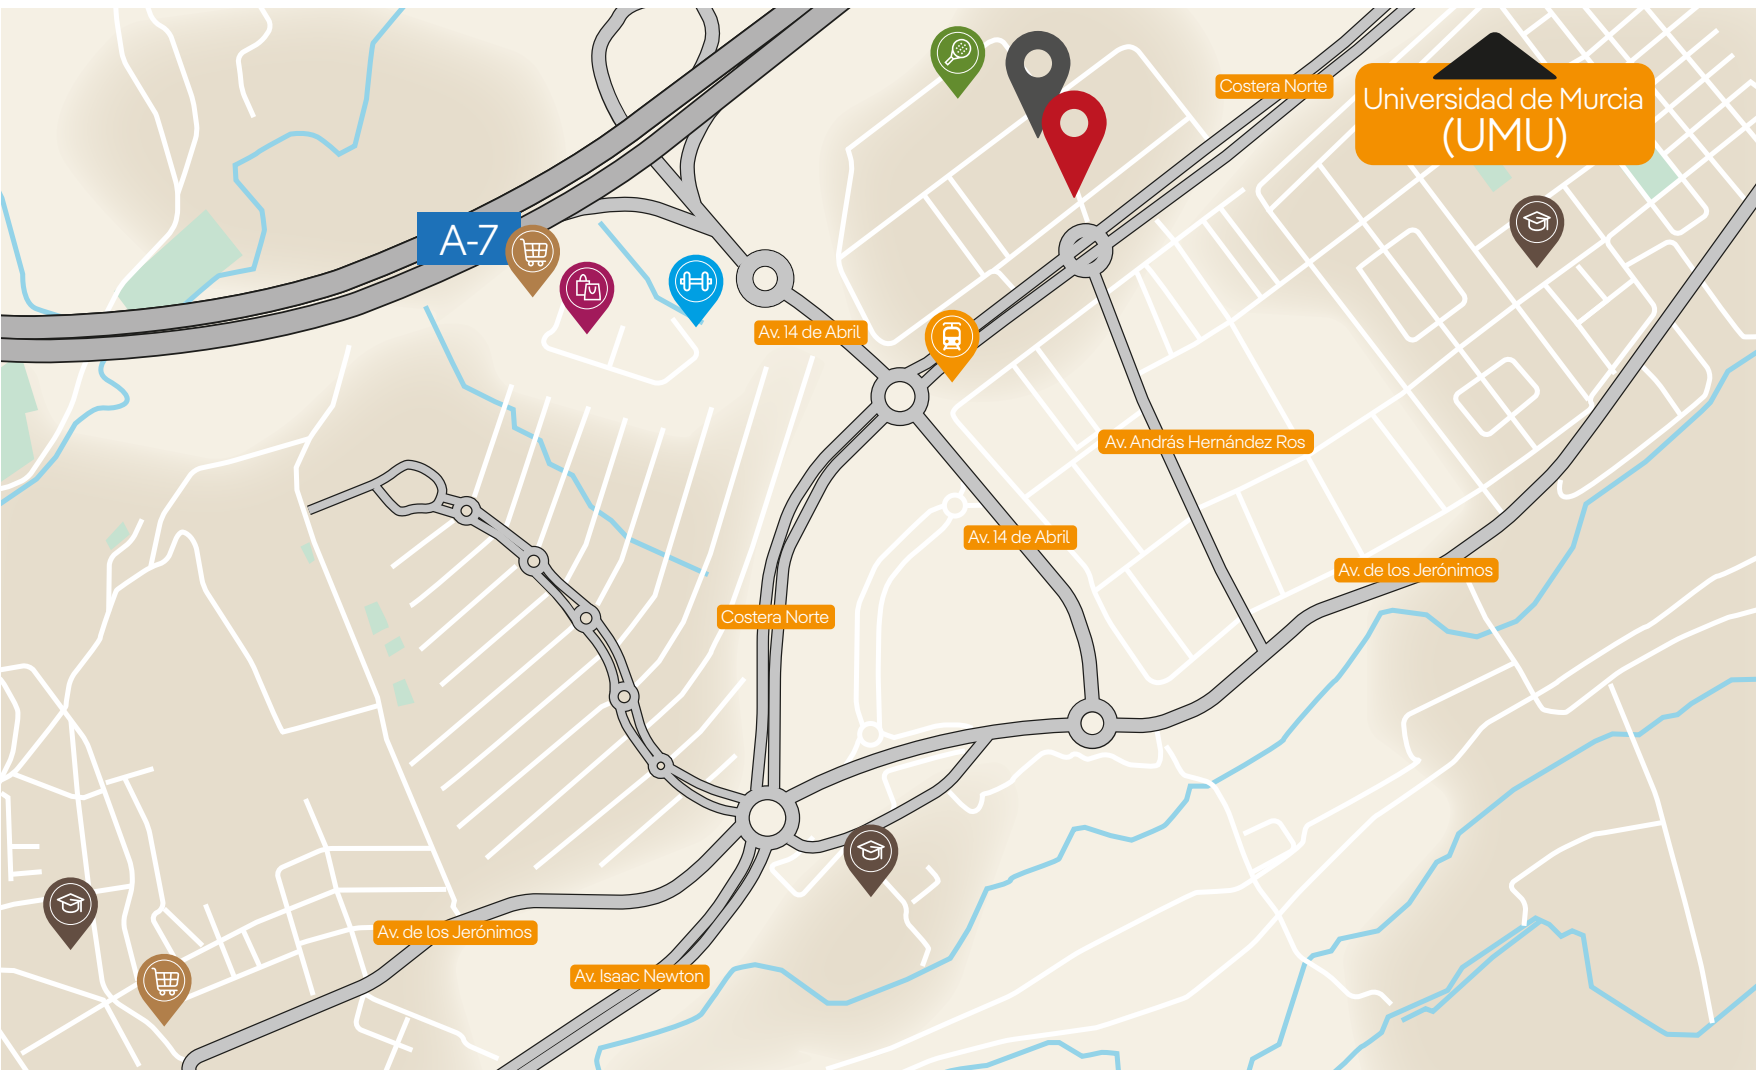 Costera Norte
Universidad de Murcia
(UMU)
A-7
Av. 14 de Abril
Av. András Hernández Ros
Av. 14 de Abril
Av. de los Jerónimos
Costera Norte
Av. de los Jerónimos
Av. Isaac Newton